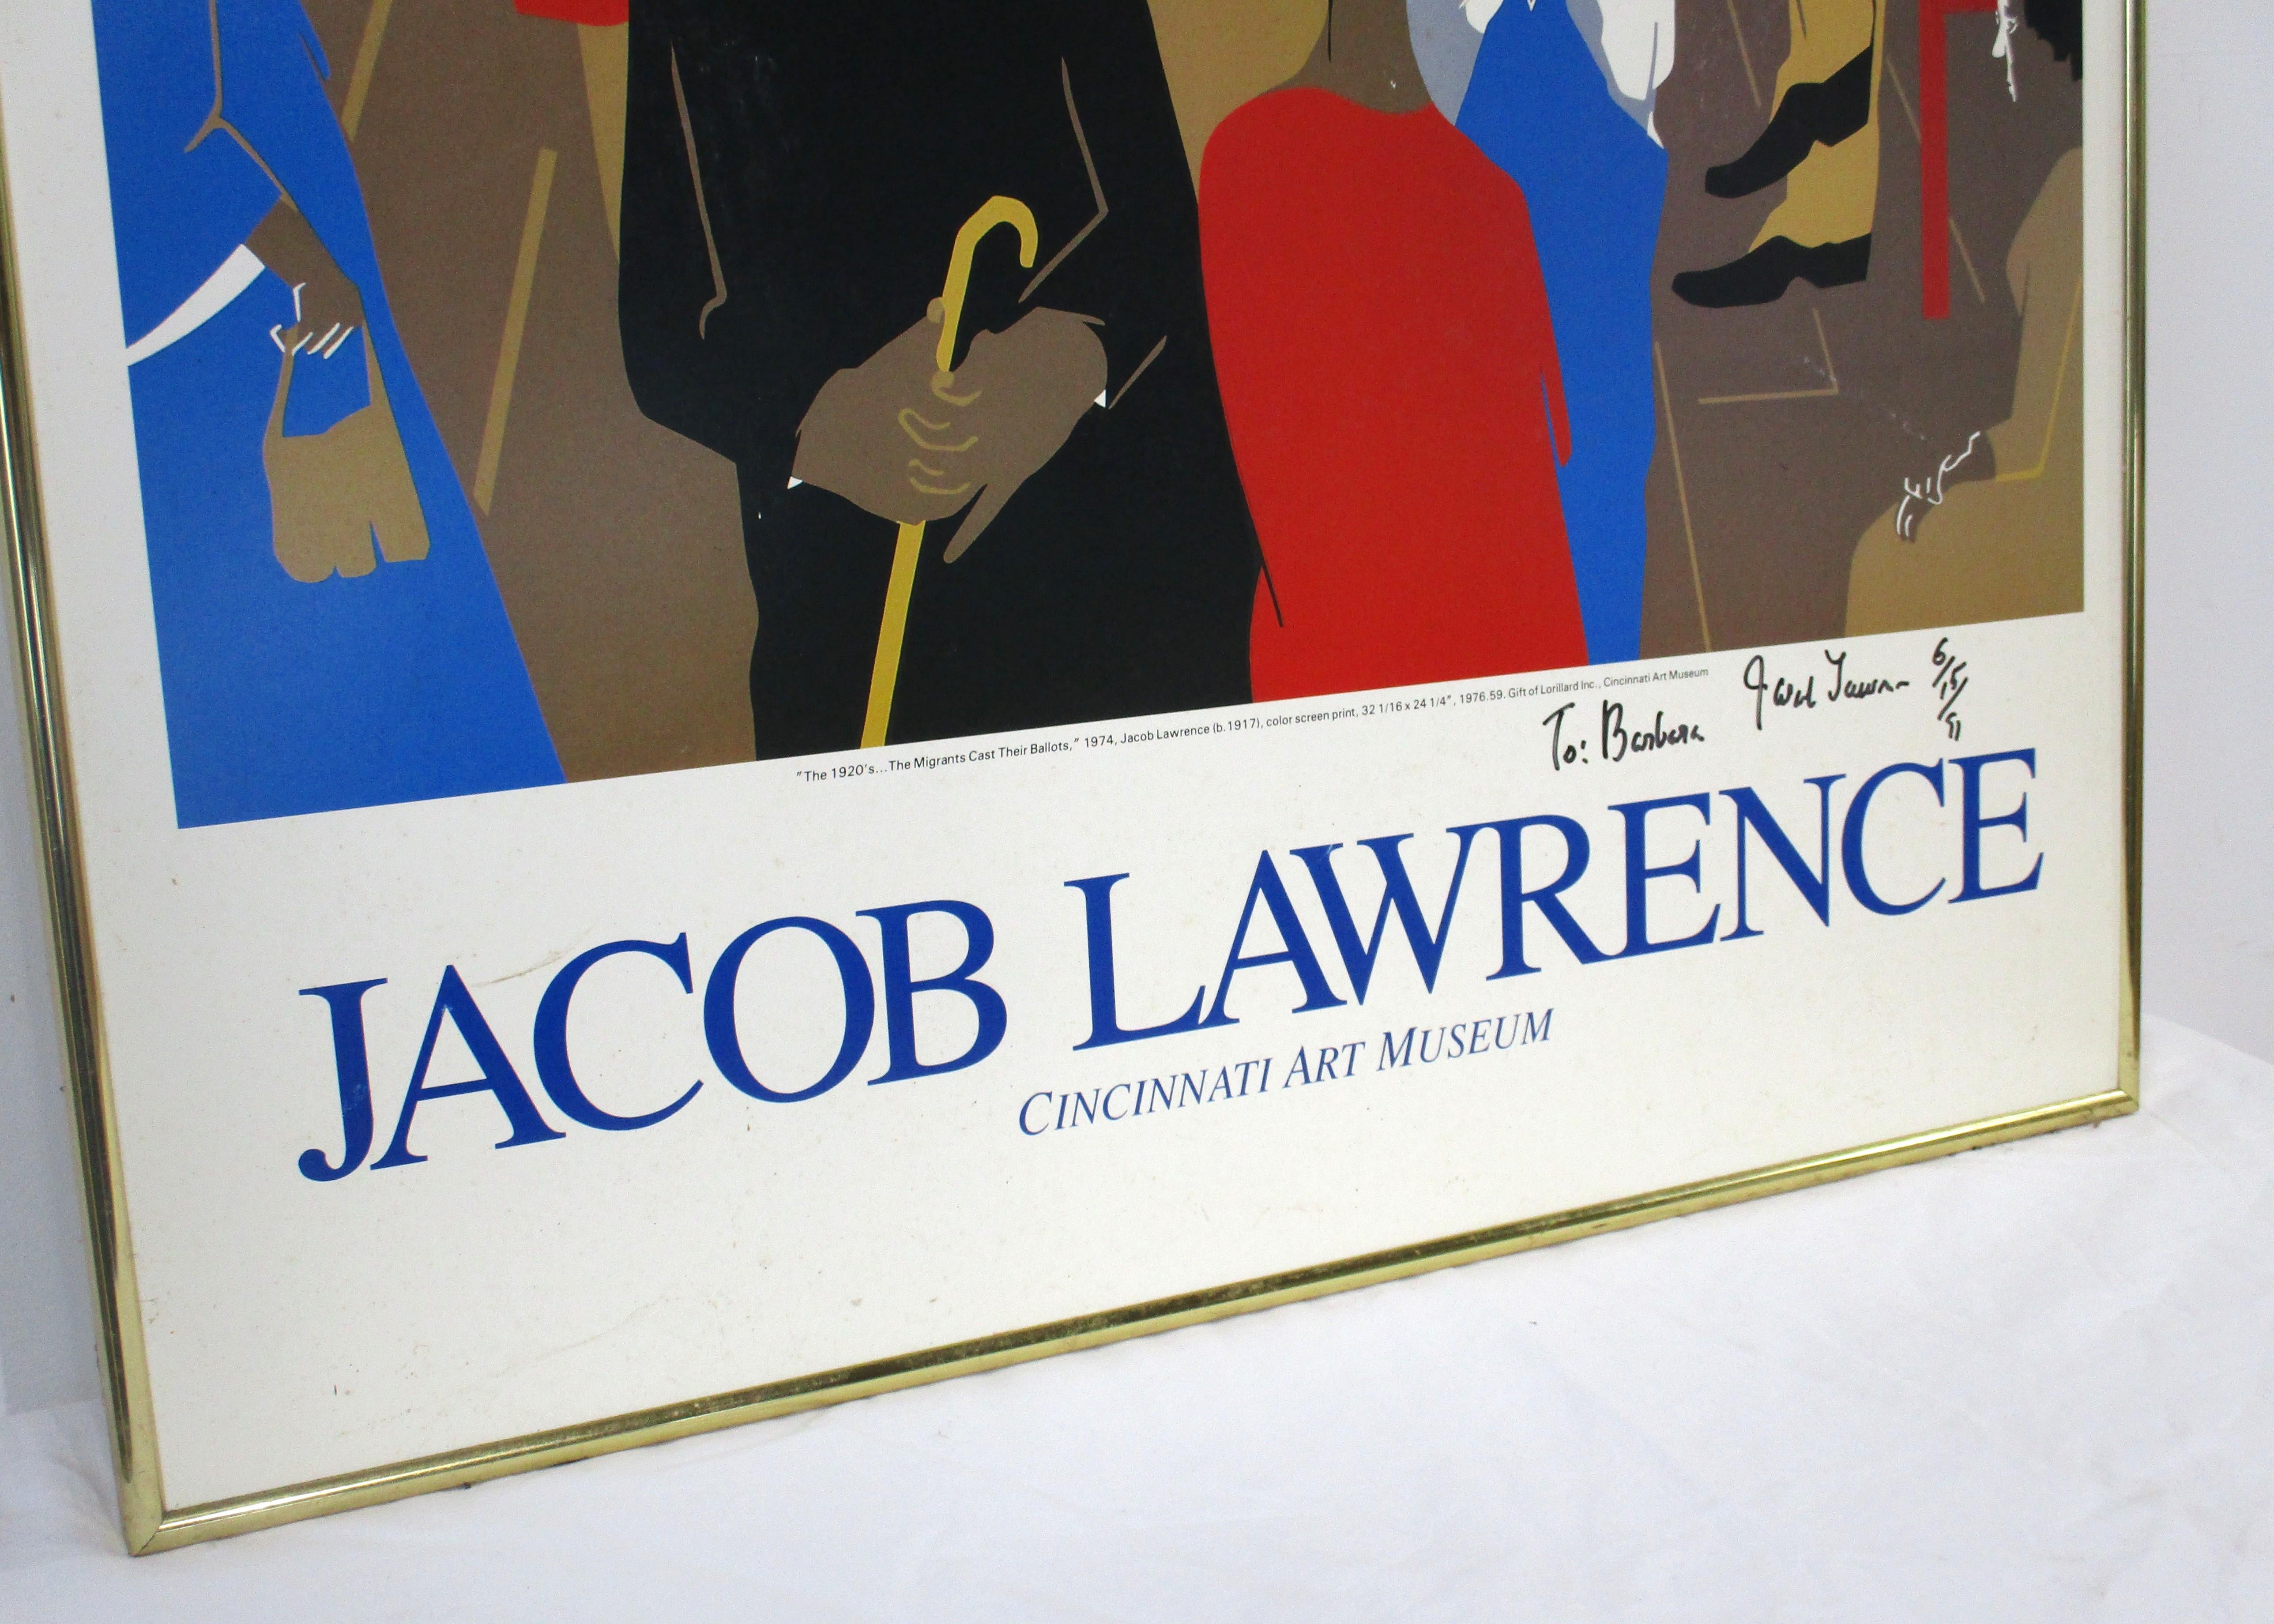 "The 1920's...The Migrants Cast Their Ballots," 1974, Jacob Lawrence (b. 1917), color screen print, 32 1/16 x 24 1/4", 1976.59. Gift of Lorillard Inc., Cincinnati Art Museum
Jacob Lawrence 6/15/91
To: Barbara
JACOB LAWRENCE
CINCINNATI ART MUSEUM